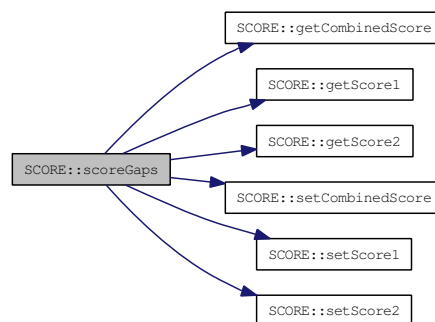 SCORE::getCombinedScore
SCORE::getScore1
SCORE::getScore2
SCORE::scoreGaps
SCORE::setCombinedScore
SCORE::setScore1
SCORE::setScore2